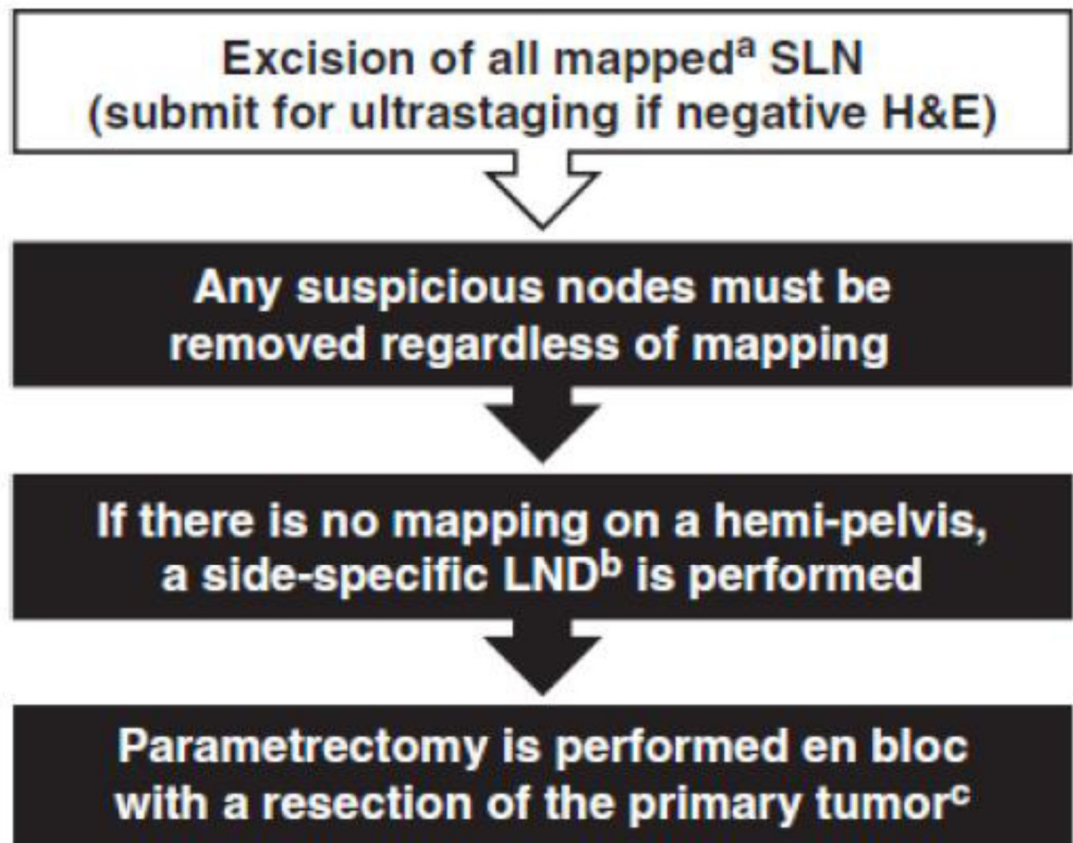 Excision of all mappedᵃ SLN
(submit for ultrastaging if negative H&E)
Any suspicious nodes must be
removed regardless of mapping
If there is no mapping on a hemi-pelvis,
a side-specific LNDᵇ is performed
Parametrectomy is performed en bloc
with a resection of the primary tumorᶜ